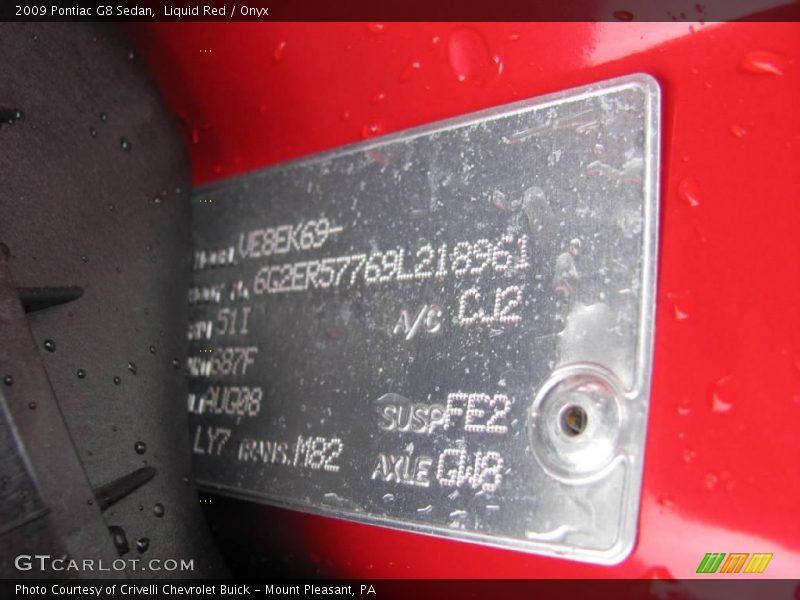 2009 Pontiac G8 Sedan, Liquid Red / Onyx
VE8EK69-
6G2ER57769L218961
51I A/C CJ2
687F
AUG08 SUSP FE2
LY7 TRANS. M82 AXLE GW8
GTCARLOT.COM
Photo Courtesy of Crivelli Chevrolet Buick - Mount Pleasant, PA